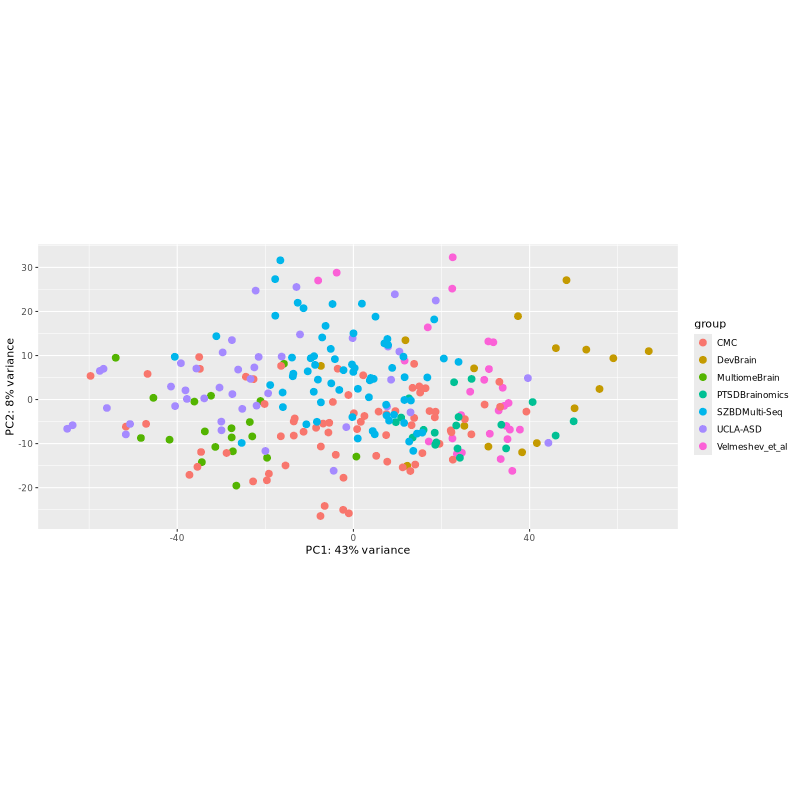 30
20
10
0
-10
-20
PC2: 8% variance
-40
0
40
PC1: 43% variance
group
CMC
DevBrain
MultiomeBrain
PTSDBrainomics
SZBDMulti-Seq
UCLA-ASD
Velmeshev_et_al